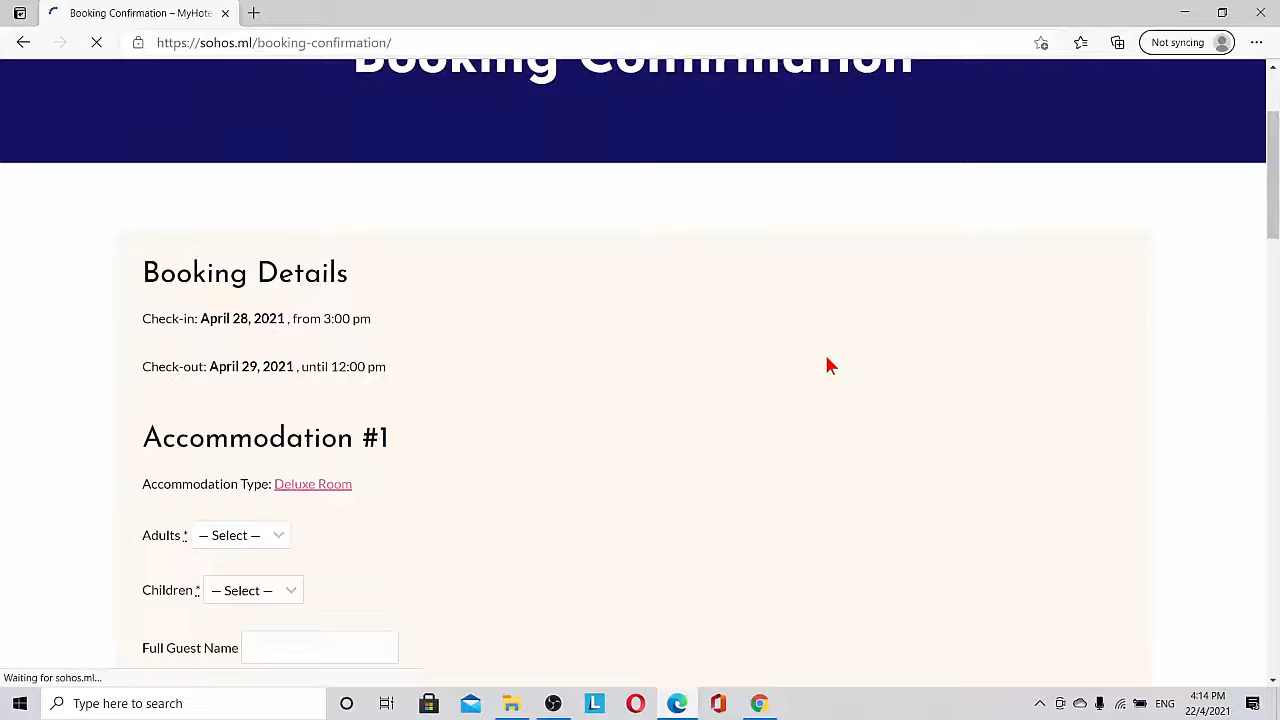 Booking Confirmation – MyHote
https://sohos.ml/booking-confirmation/
Not syncing
Booking Confirmation
Booking Details
Check-in: April 28, 2021 , from 3:00 pm
Check-out: April 29, 2021 , until 12:00 pm
Accommodation #1
Accommodation Type: Deluxe Room
Adults * — Select —
Children * — Select —
Full Guest Name
Waiting for sohos.ml...
Type here to search
L
ENG
4:14 PM
22/4/2021